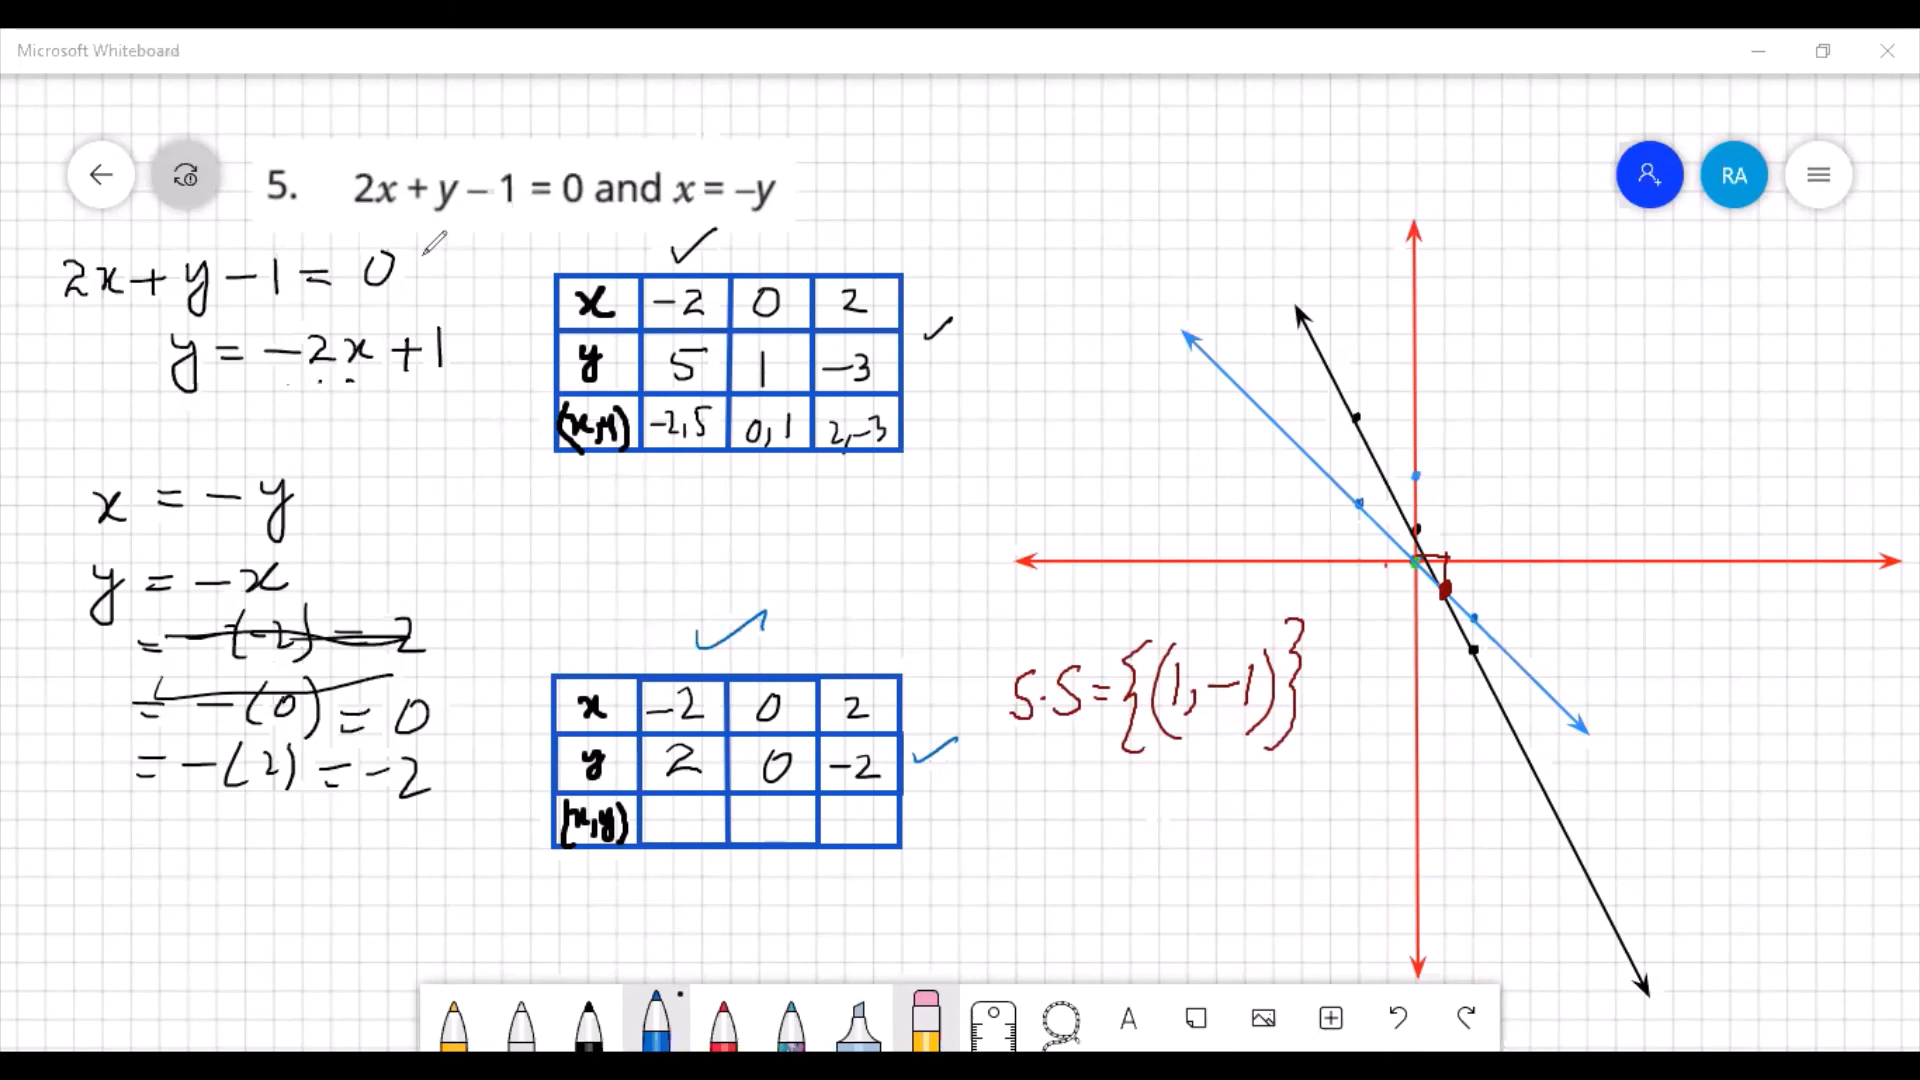 Microsoft Whiteboard
5. 2x + y – 1 = 0 and x = –y
RA
2x + y – 1 = 0
y = –2x + 1
x –2 0 2
y 5 1 –3
(x,y) –2,5 0,1 2,–3
x = –y
y = –x
= –(–2) = 2
= –(0) = 0
= –(2) = –2
x –2 0 2
y 2 0 –2
(x,y)
S.S = {(1, –1)}
A